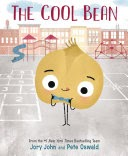 THE COOL BEAN
From the #1 New York Times Bestselling Team
Jory John and Pete Oswald